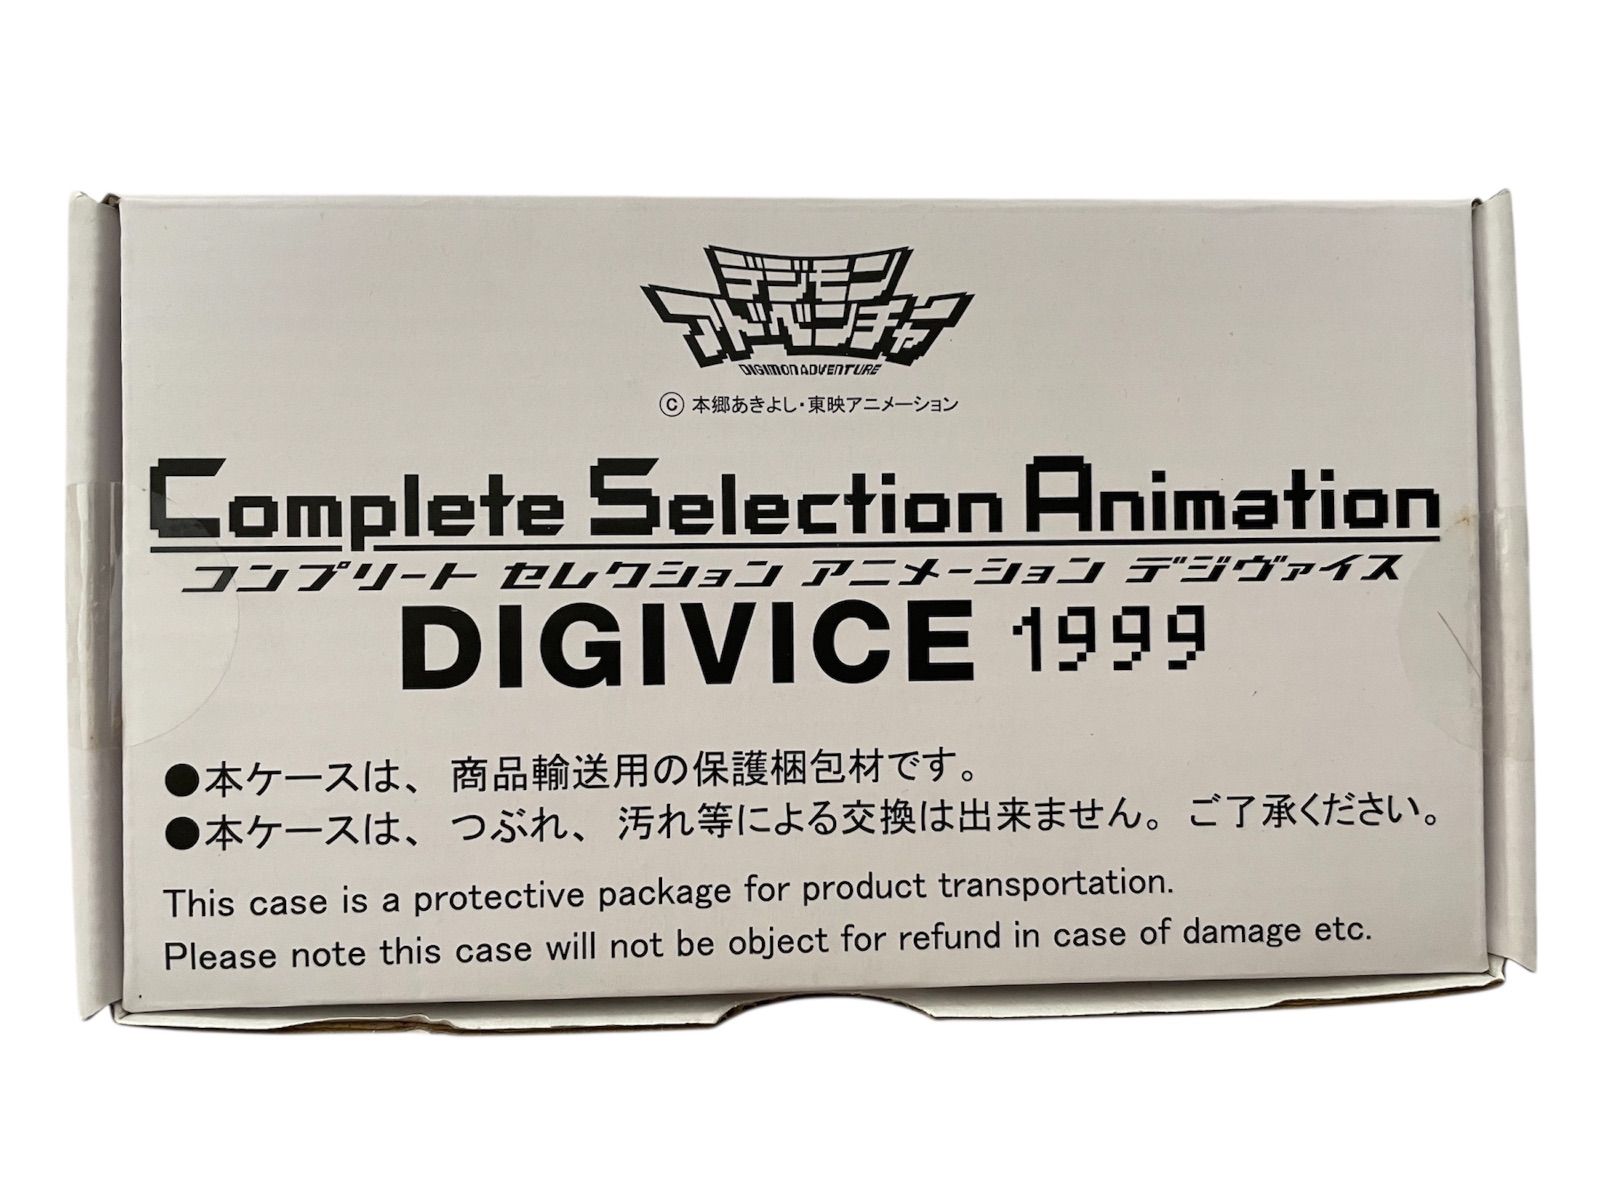 デジモン
アドベンチャー
DIGIMON ADVENTURE
© 本郷あきよし・東映アニメーション
Complete Selection Animation
コンプリート セレクション アニメーション デジヴァイス
DIGIVICE 1999
●本ケースは、商品輸送用の保護梱包材です。
●本ケースは、つぶれ、汚れ等による交換は出来ません。ご了承ください。
This case is a protective package for product transportation.
Please note this case will not be object for refund in case of damage etc.